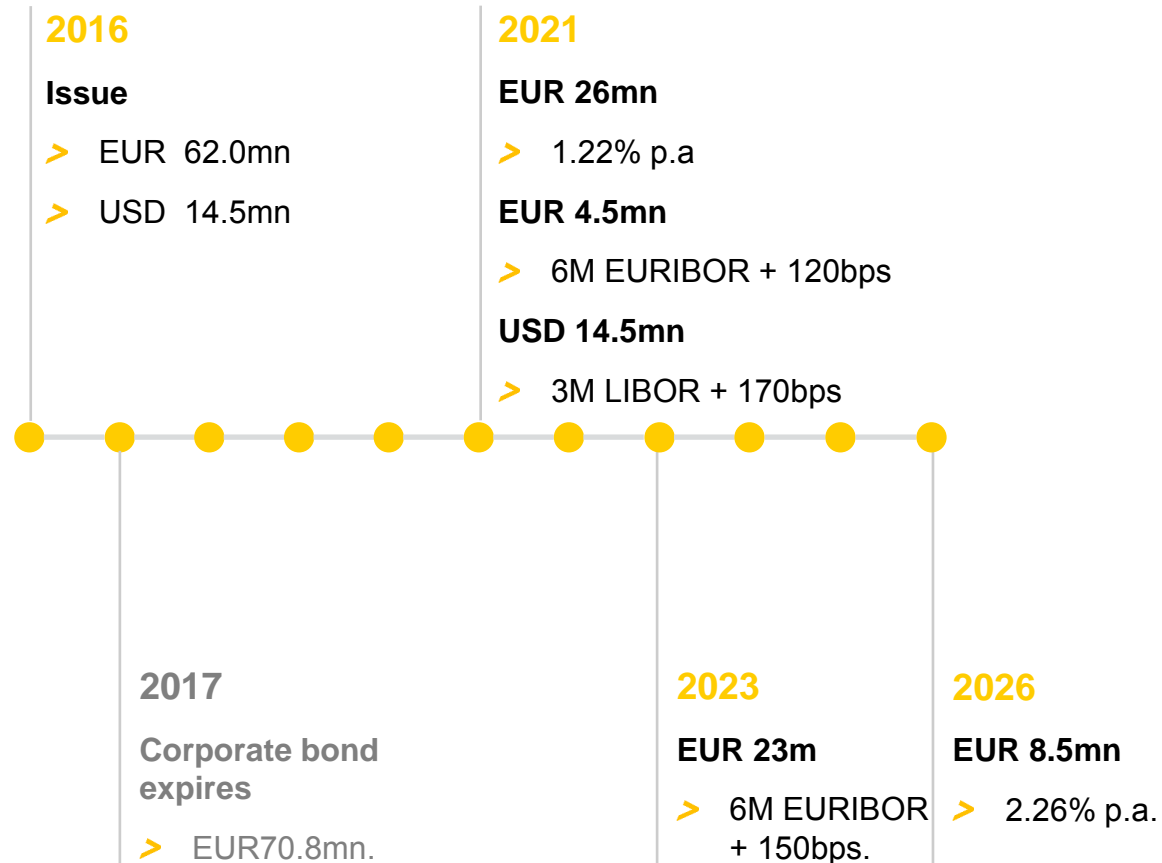 2016
Issue
> EUR 62.0mn
> USD 14.5mn
2021
EUR 26mn
> 1.22% p.a
EUR 4.5mn
> 6M EURIBOR + 120bps
USD 14.5mn
> 3M LIBOR + 170bps
2017
Corporate bond
expires
> EUR70.8mn.
2023
EUR 23m
> 6M EURIBOR
+ 150bps.
2026
EUR 8.5mn
> 2.26% p.a.